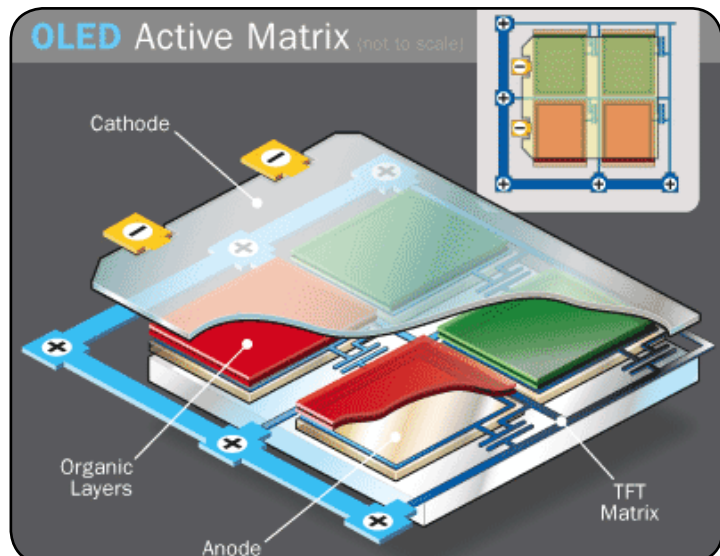 OLED Active Matrix (not to scale)
Cathode
Organic
Layers
Anode
TFT
Matrix